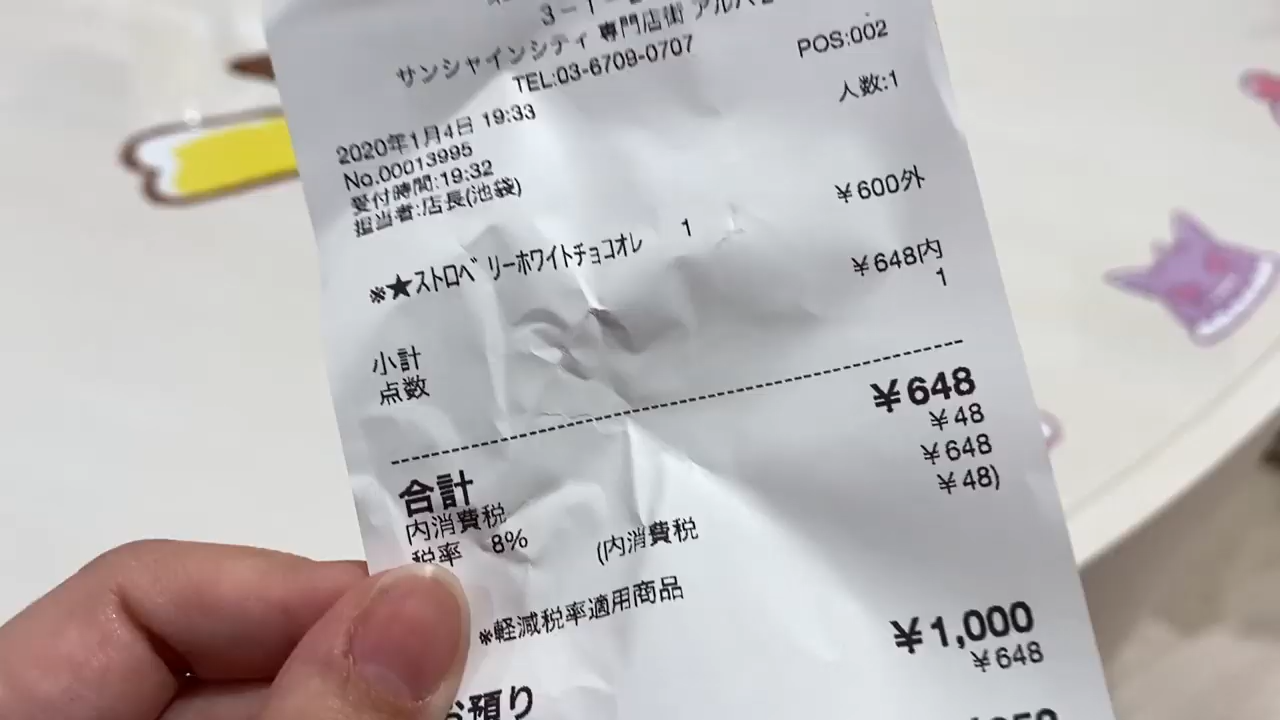 3-1-
サンシャインシティ 専門店街 アルパ
TEL:03-6709-0707
POS:002
2020年1月4日 19:33
人数:1
No.00013995
受付時間:19:32
担当者:店長(池袋)
¥600外
※★ストロベリーホワイトチョコオレ 1
小計 ¥648内
点数 1
合計 ¥648
内消費税 ¥48
税率 8% ¥648
(内消費税 ¥48)
※軽減税率適用商品
お預り ¥1,000
¥648